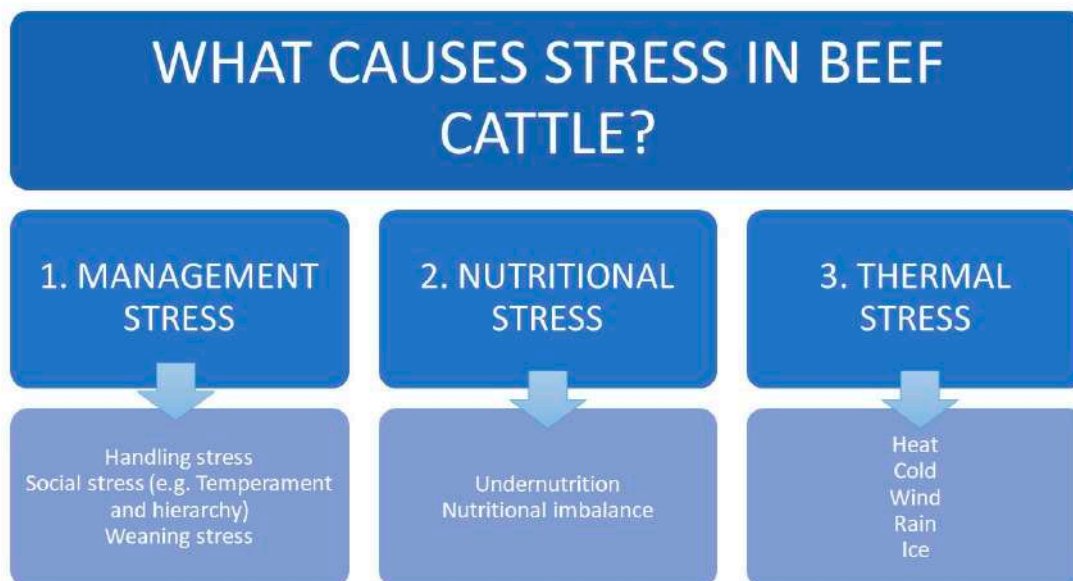 WHAT CAUSES STRESS IN BEEF
CATTLE?
1. MANAGEMENT
STRESS
Handling stress
Social stress (e.g. Temperament
and hierarchy)
Weaning stress
2. NUTRITIONAL
STRESS
Undernutrition
Nutritional imbalance
3. THERMAL
STRESS
Heat
Cold
Wind
Rain
Ice